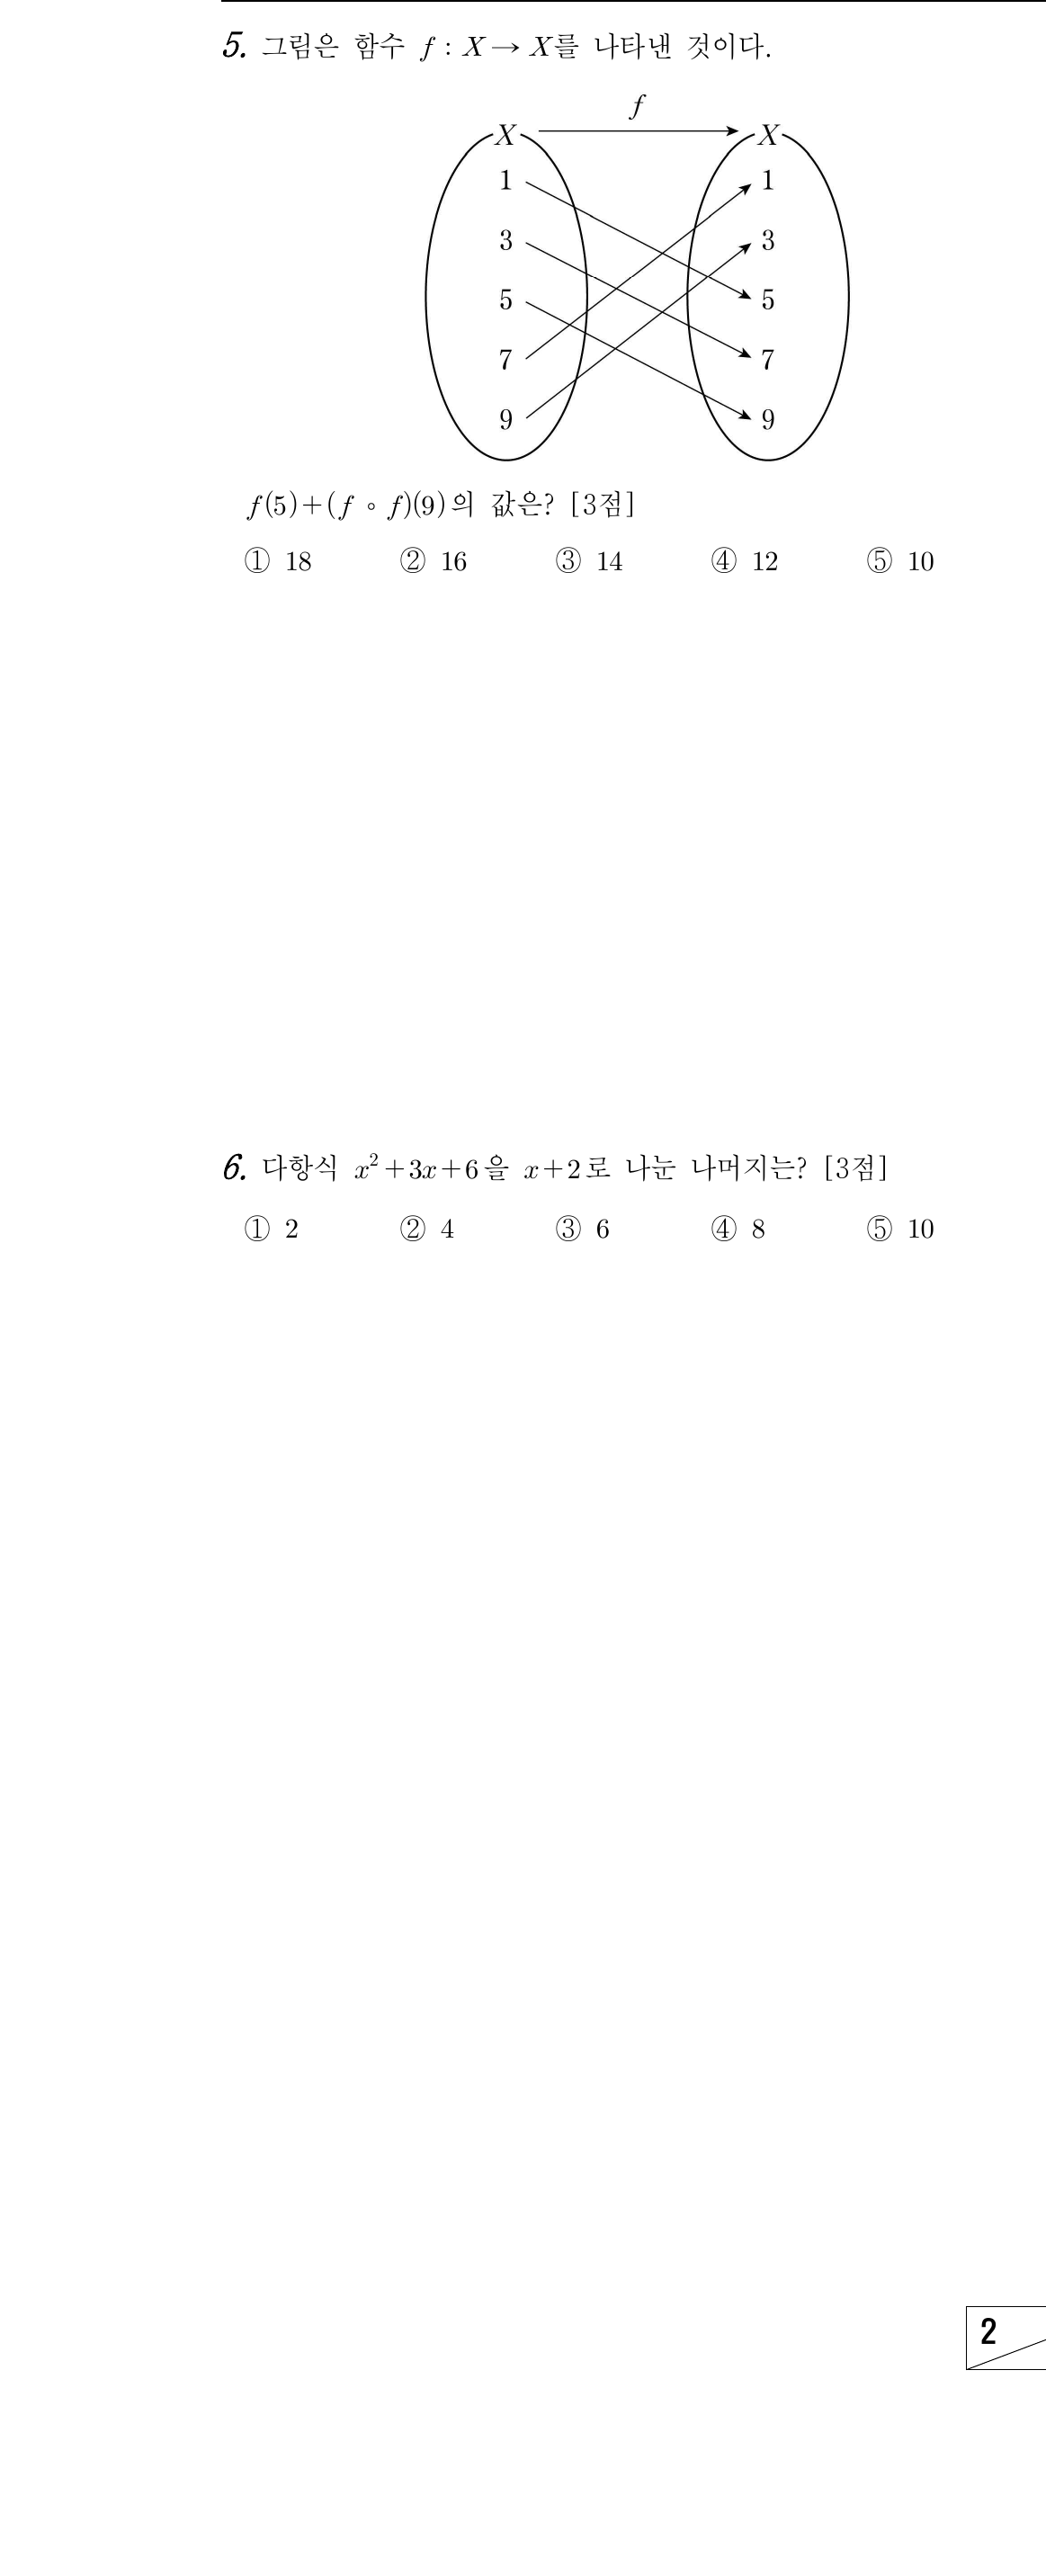 5. 그림은 함수 f : X → X를 나타낸 것이다.
f
X X
1 1
3 3
5 5
7 7
9 9
f(5)+(f ∘ f)(9)의 값은? [3점]
① 18 ② 16 ③ 14 ④ 12 ⑤ 10
6. 다항식 x²+3x+6을 x+2로 나눈 나머지는? [3점]
① 2 ② 4 ③ 6 ④ 8 ⑤ 10
2